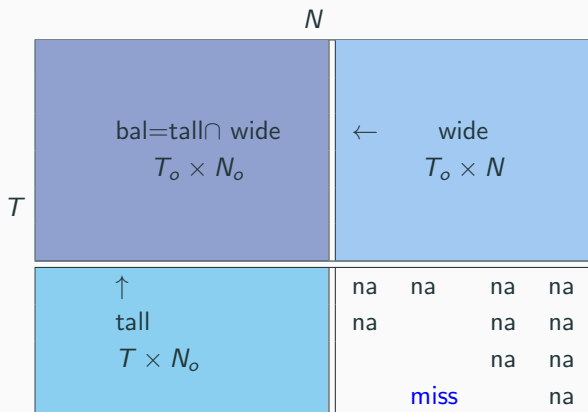 N
bal=tall∩ wide ← wide
T_o × N_o T_o × N
T
↑ na na na na
tall na na na
T × N_o na na
miss na